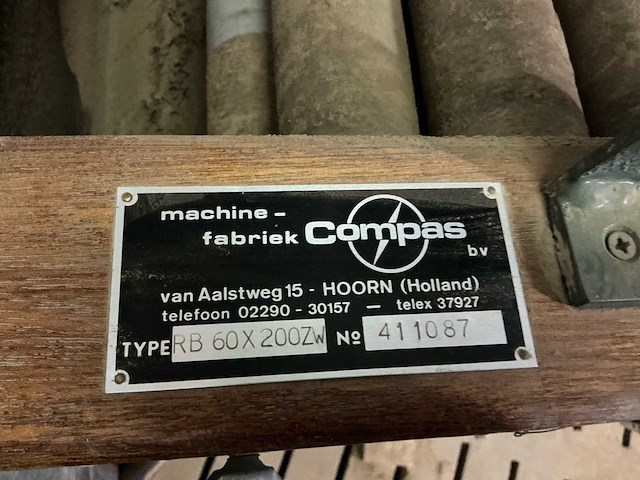 machine-
fabriek Compas bv
van Aalstweg 15 - HOORN (Holland)
telefoon 02290 - 30157 — telex 37927
TYPE RB 60X200ZW Nº 411087